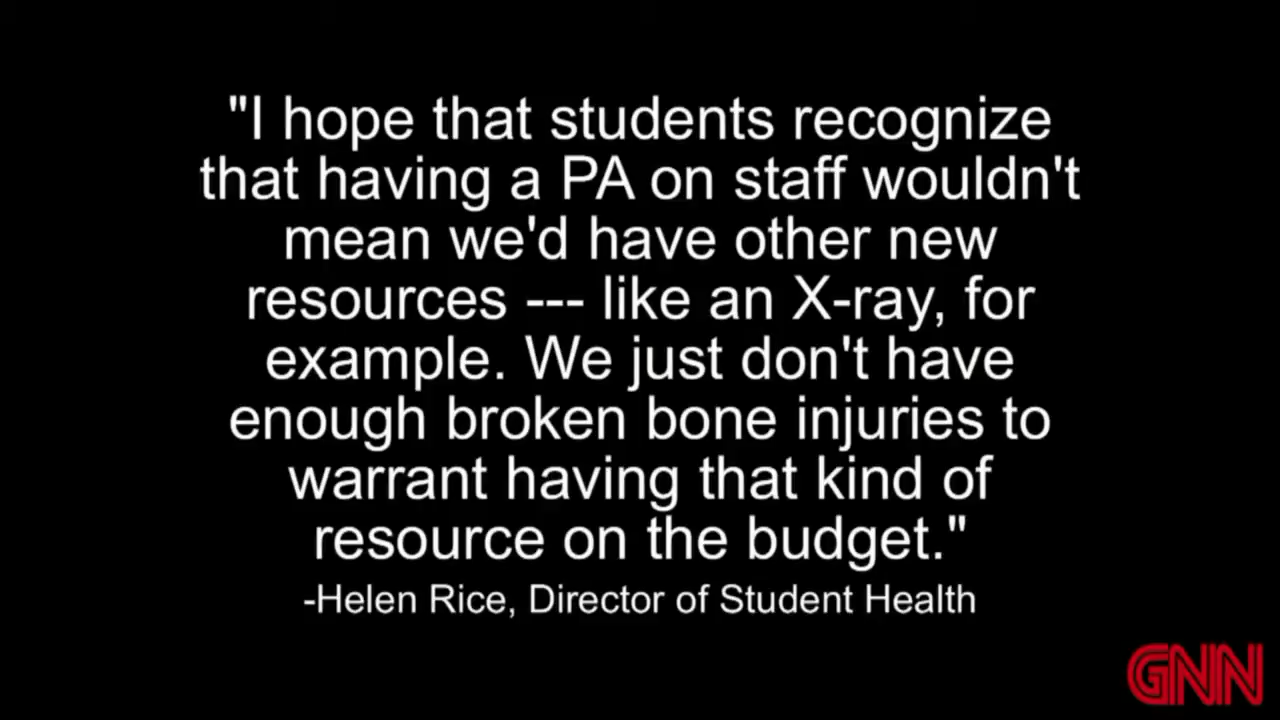 "I hope that students recognize
that having a PA on staff wouldn't
mean we'd have other new
resources --- like an X-ray, for
example. We just don't have
enough broken bone injuries to
warrant having that kind of
resource on the budget."
-Helen Rice, Director of Student Health
GNN